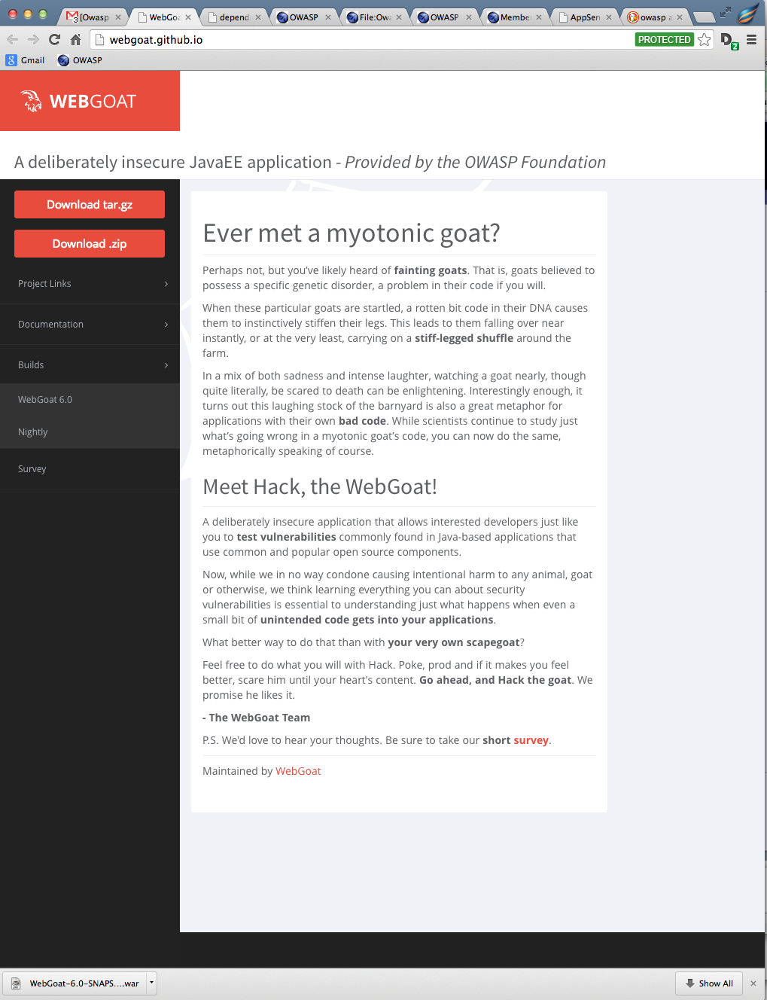 [Owasp
WebGoa
depend
OWASP
File:Ow
OWASP
Membe
AppSen
owasp a
webgoat.github.io
PROTECTED
D 2
Gmail
OWASP
WEBGOAT
A deliberately insecure JavaEE application - Provided by the OWASP Foundation
Download tar.gz
Download .zip
Project Links
Documentation
Builds
WebGoat 6.0
Nightly
Survey
Ever met a myotonic goat?
Perhaps not, but you’ve likely heard of fainting goats. That is, goats believed to
possess a specific genetic disorder, a problem in their code if you will.
When these particular goats are startled, a rotten bit code in their DNA causes
them to instinctively stiffen their legs. This leads to them falling over near
instantly, or at the very least, carrying on a stiff-legged shuffle around the
farm.
In a mix of both sadness and intense laughter, watching a goat nearly, though
quite literally, be scared to death can be enlightening. Interestingly enough, it
turns out this laughing stock of the barnyard is also a great metaphor for
applications with their own bad code. While scientists continue to study just
what’s going wrong in a myotonic goat’s code, you can now do the same,
metaphorically speaking of course.
Meet Hack, the WebGoat!
A deliberately insecure application that allows interested developers just like
you to test vulnerabilities commonly found in Java-based applications that
use common and popular open source components.
Now, while we in no way condone causing intentional harm to any animal, goat
or otherwise, we think learning everything you can about security
vulnerabilities is essential to understanding just what happens when even a
small bit of unintended code gets into your applications.
What better way to do that than with your very own scapegoat?
Feel free to do what you will with Hack. Poke, prod and if it makes you feel
better, scare him until your heart’s content. Go ahead, and Hack the goat. We
promise he likes it.
- The WebGoat Team
P.S. We'd love to hear your thoughts. Be sure to take our short survey.
Maintained by WebGoat
WebGoat-6.0-SNAPS....war
Show All